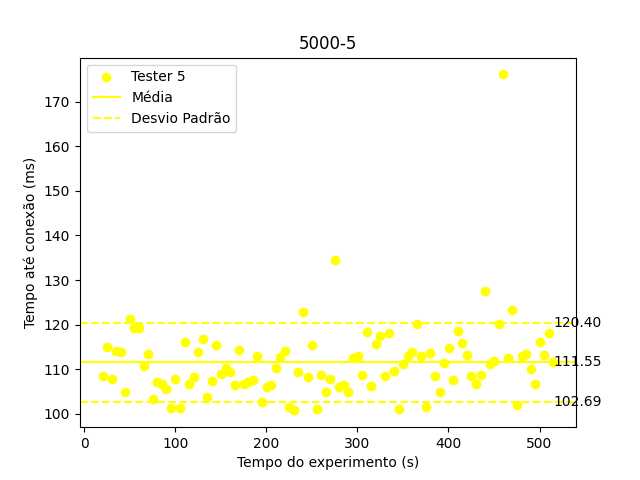 5000-5
Tester 5
Média
Desvio Padrão
Tempo até conexão (ms)
170
160
150
140
130
120
110
100
120.40
111.55
102.69
0 100 200 300 400 500
Tempo do experimento (s)